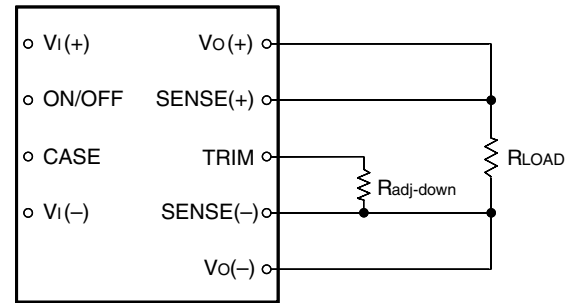 VI(+)
VO(+)
ON/OFF
SENSE(+)
CASE
TRIM
RLOAD
Radj-down
VI(–)
SENSE(–)
VO(–)